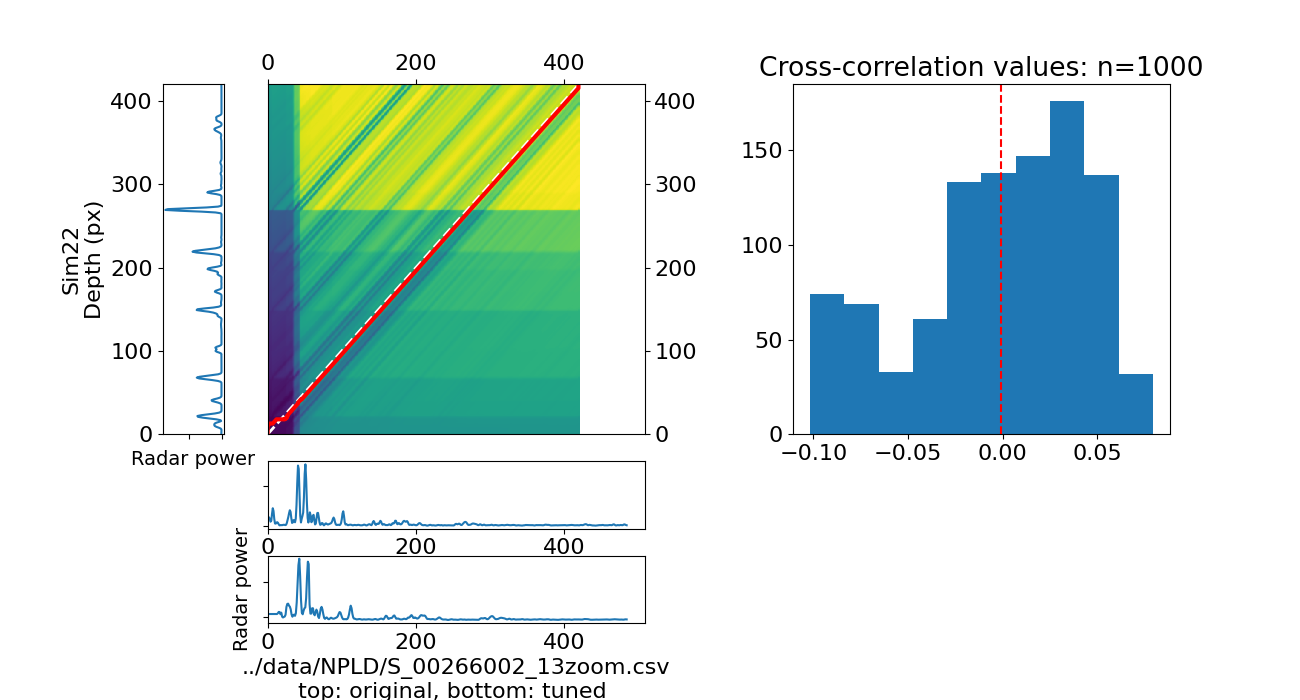 0 200 400
Cross-correlation values: n=1000
400
300
200
100
0
Sim22
Depth (px)
Radar power
400
300
200
100
0
150
100
50
0
−0.10 −0.05 0.00 0.05
0 200 400
Radar power
0 200 400
../data/NPLD/S_00266002_13zoom.csv
top: original, bottom: tuned